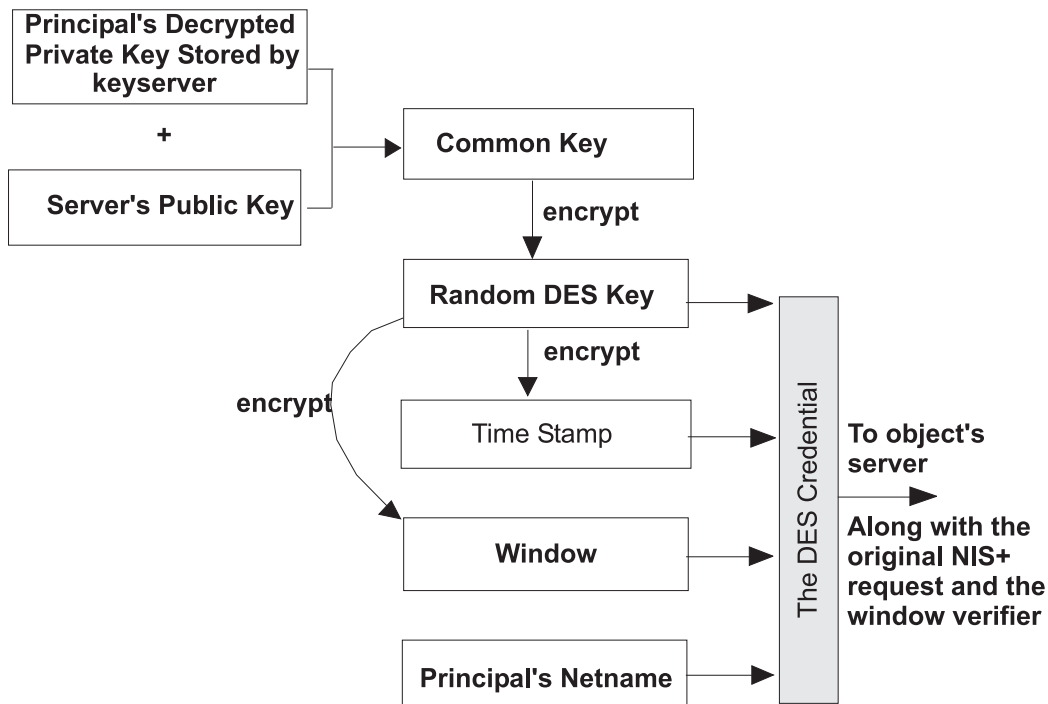 Principal's Decrypted
Private Key Stored by
keyserver
+
Server's Public Key
Common Key
encrypt
Random DES Key
encrypt
encrypt
Time Stamp
Window
Principal's Netname
The DES Credential
To object's
server
Along with the
original NIS+
request and the
window verifier